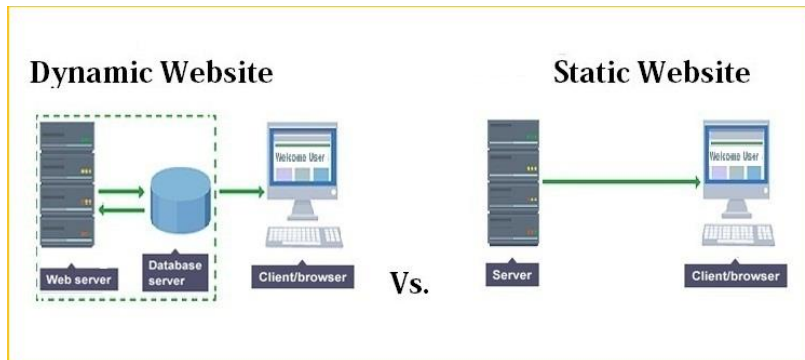 Dynamic Website
Static Website
Welcome User
Welcome User
Web server
Database
server
Client/browser
Vs.
Server
Client/browser